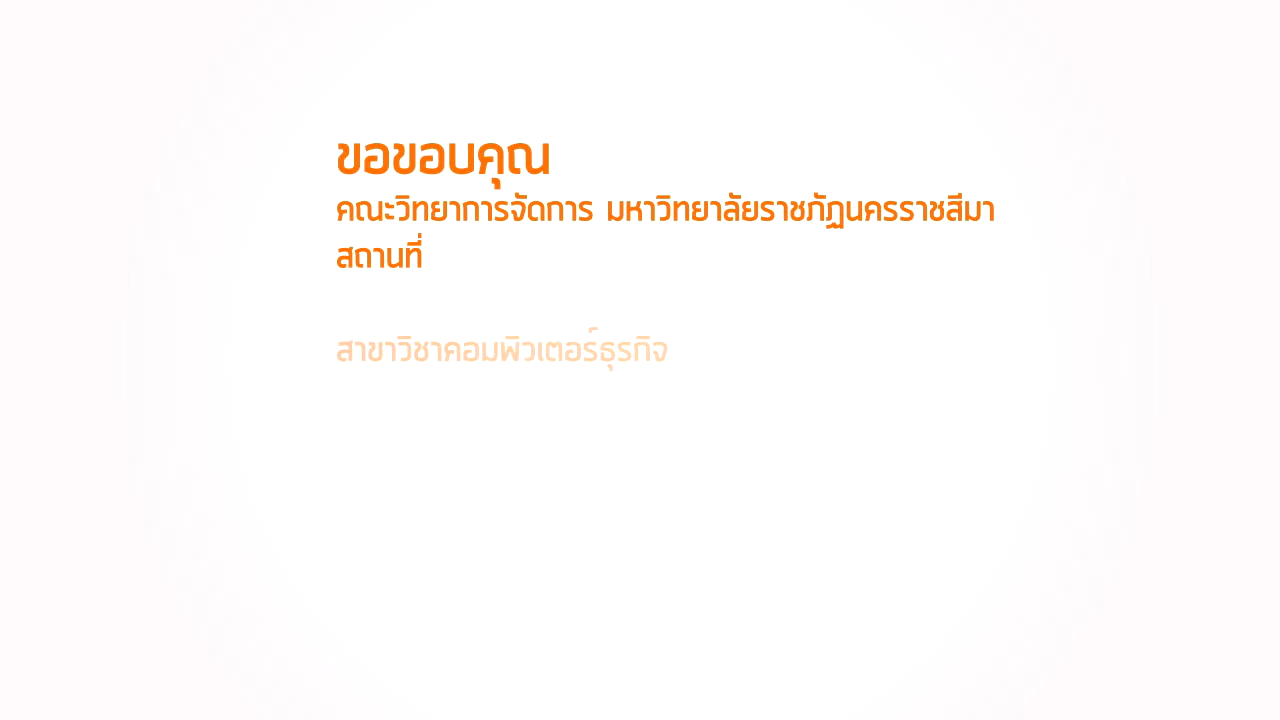 ขอขอบคุณ
คณะวิทยาการจัดการ มหาวิทยาลัยราชภัฏนครราชสีมา
สถานที่
สาขาวิชาคอมพิวเตอร์ธุรกิจ